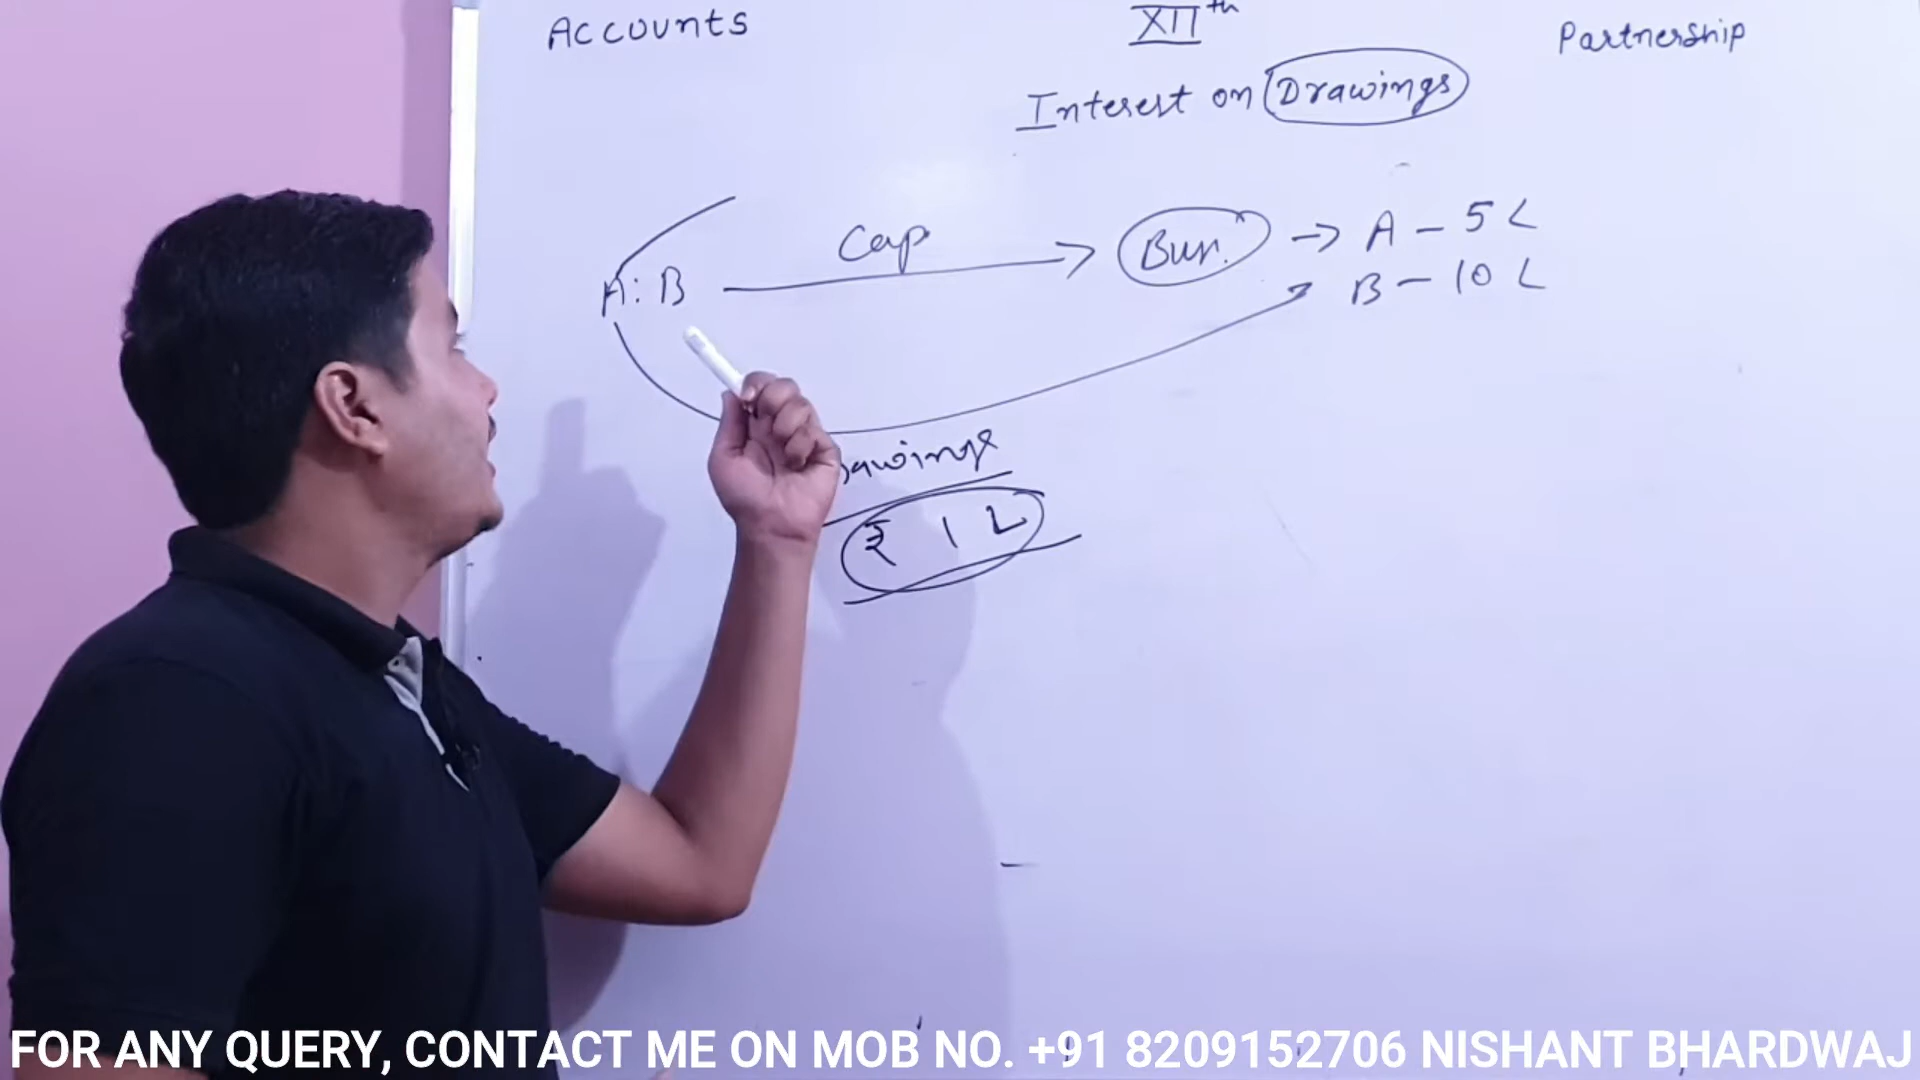 Accounts XIIth Partnership
Interest on Drawings
Cap
A : B Bus. → A - 5 L
B - 10 L
rawings
₹ 1 L
FOR ANY QUERY, CONTACT ME ON MOB NO. +91 8209152706 NISHANT BHARDWAJ